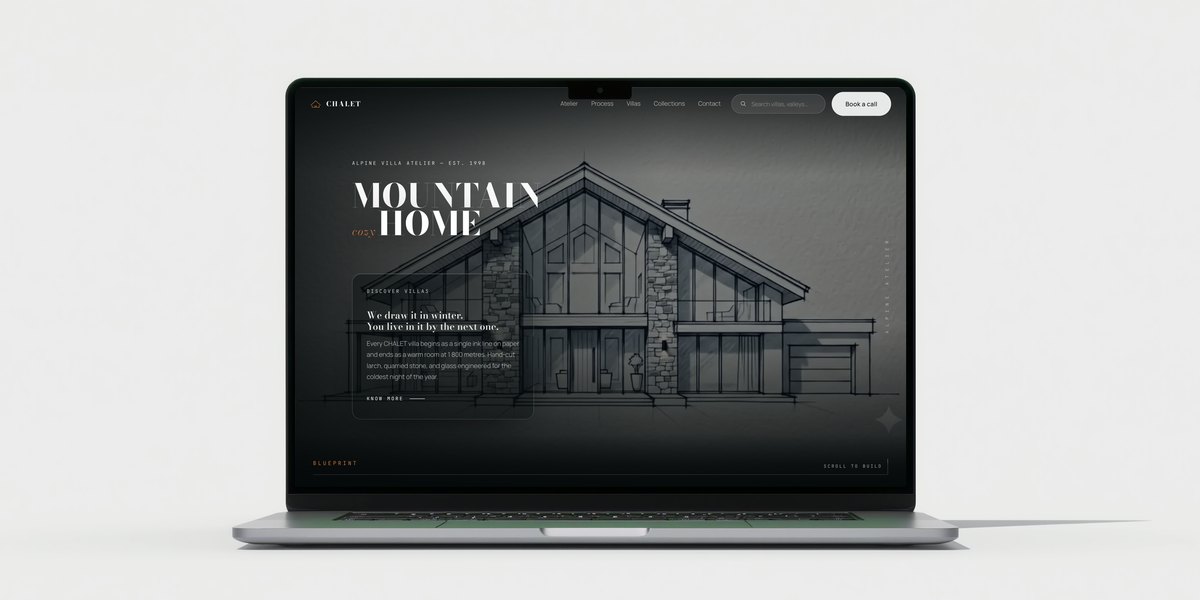 CHALET
Atelier Process Villas Collections Contact
Search villas, valleys..
Book a call
ALPINE VILLA ATELIER — EST. 1998
MOUNTAIN
cozy HOME
DISCOVER VILLAS
We draw it in winter.
You live in it by the next one.
Every CHALET villa begins as a single ink line on paper
and ends as a warm room at 1 800 metres. Hand-cut
larch, quarried stone, and glass engineered for the
coldest night of the year.
KNOW MORE
ALPINE ATELIER
BLUEPRINT
SCROLL TO BUILD